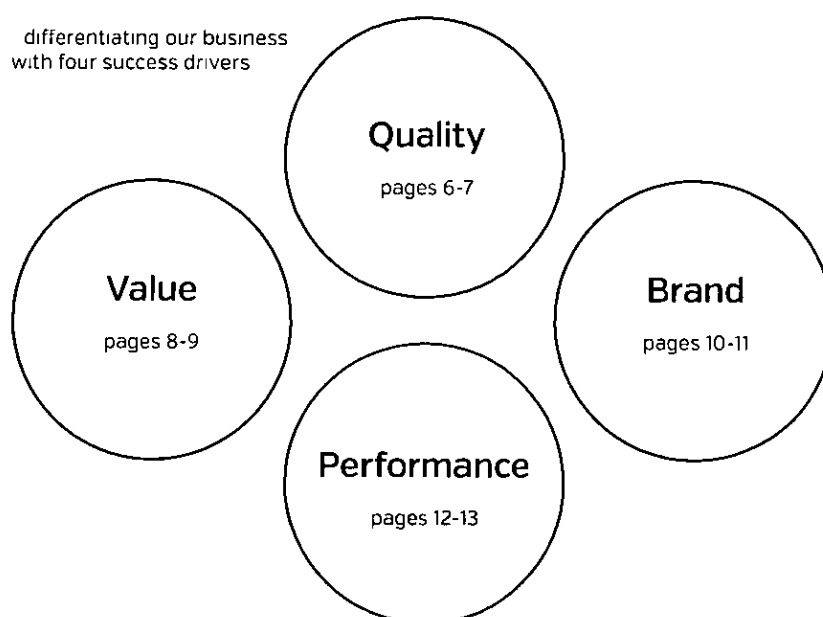 differentiating our business
with four success drivers
Quality
pages 6-7
Value
pages 8-9
Brand
pages 10-11
Performance
pages 12-13